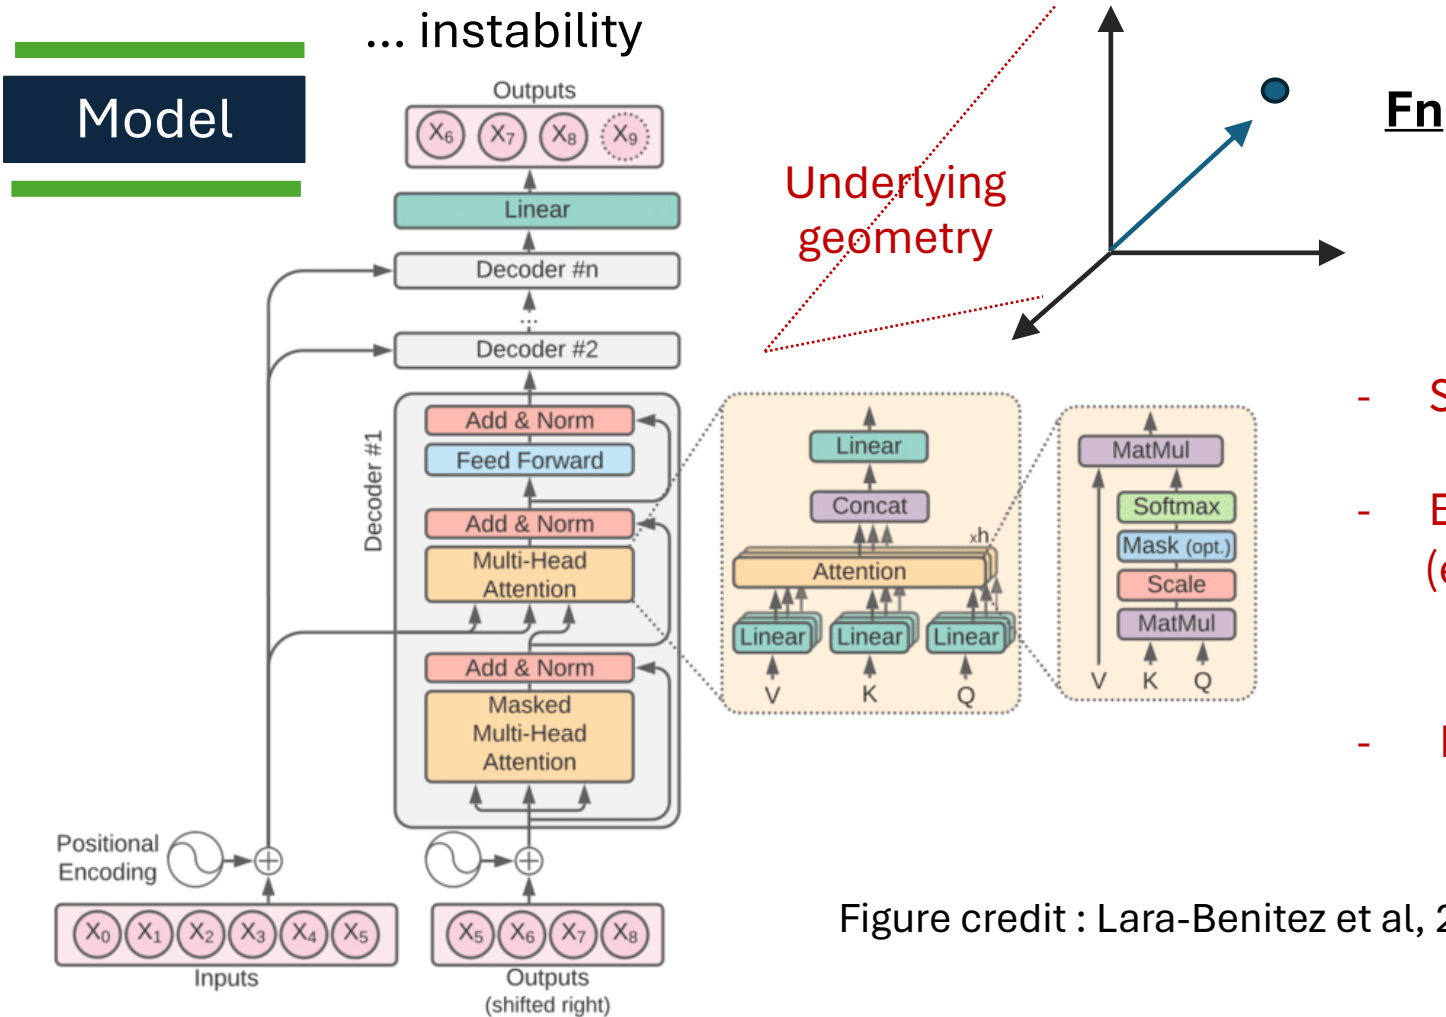 ... instability
Model
Outputs
X6 X7 X8 X9
Linear
Decoder #n
...
Decoder #2
Decoder #1
Add & Norm
Feed Forward
Add & Norm
Multi-Head
Attention
Add & Norm
Masked
Multi-Head
Attention
Positional
Encoding
X0 X1 X2 X3 X4 X5
Inputs
X5 X6 X7 X8
Outputs
(shifted right)
Underlying
geometry
Fn
Linear
Concat
xh
Attention
Linear Linear Linear
V K Q
MatMul
Softmax
Mask (opt.)
Scale
MatMul
V K Q
- S
-
(e
-
Figure credit : Lara-Benitez et al, 2